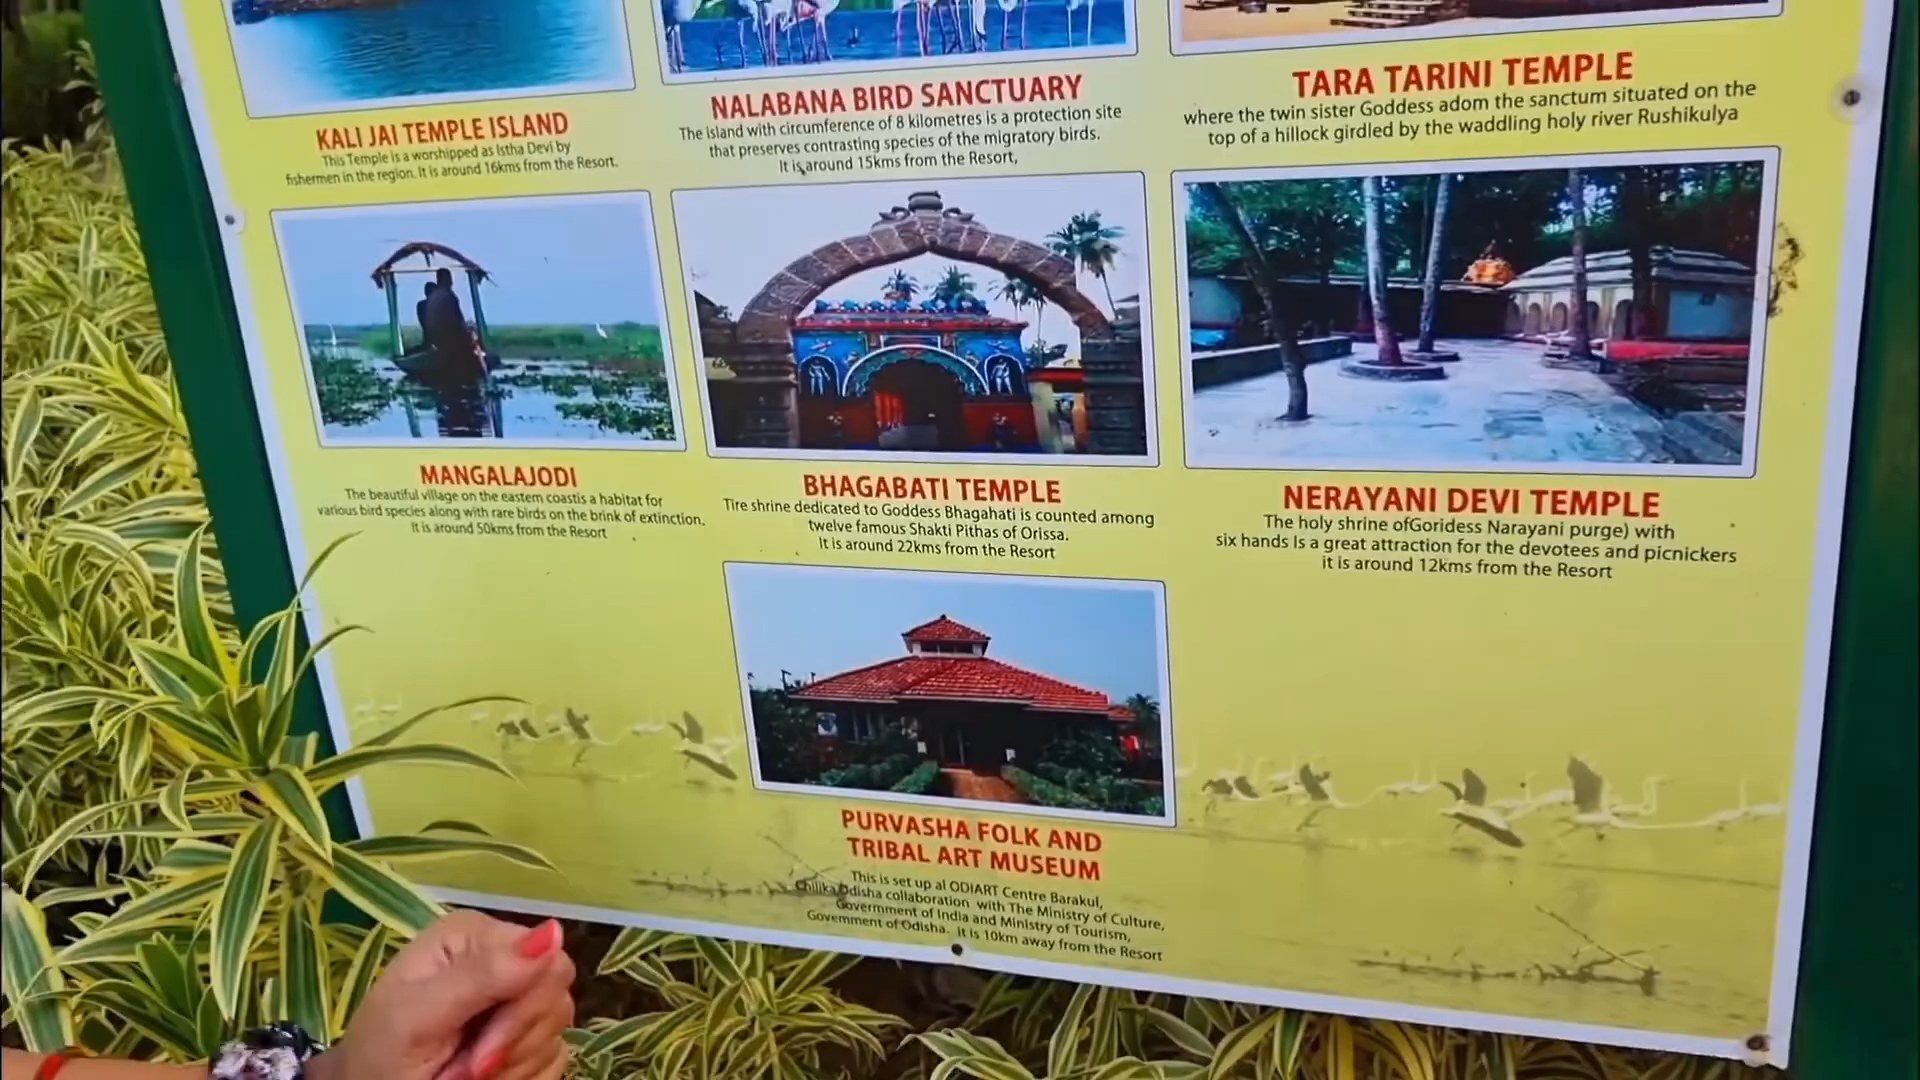 KALI JAI TEMPLE ISLAND
This Temple is a worshipped as Istha Devi by
fishermen in the region. It is around 16kms from the Resort.
NALABANA BIRD SANCTUARY
The island with circumference of 8 kilometres is a protection site
that preserves contrasting species of the migratory birds.
It is around 15kms from the Resort,
TARA TARINI TEMPLE
where the twin sister Goddess adom the sanctum situated on the
top of a hillock girdled by the waddling holy river Rushikulya
MANGALAJODI
The beautiful village on the eastern coastis a habitat for
various bird species along with rare birds on the brink of extinction.
It is around 50kms from the Resort
BHAGABATI TEMPLE
Tire shrine dedicated to Goddess Bhagahati is counted among
twelve famous Shakti Pithas of Orissa.
It is around 22kms from the Resort
NERAYANI DEVI TEMPLE
The holy shrine ofGoridess Narayani purge) with
six hands Is a great attraction for the devotees and picnickers
it is around 12kms from the Resort
PURVASHA FOLK AND
TRIBAL ART MUSEUM
This is set up al ODIART Centre Barakul,
Chilika,Odisha collaboration with The Ministry of Culture,
Government of India and Ministry of Tourism,
Government of Odisha. it is 10km away from the Resort